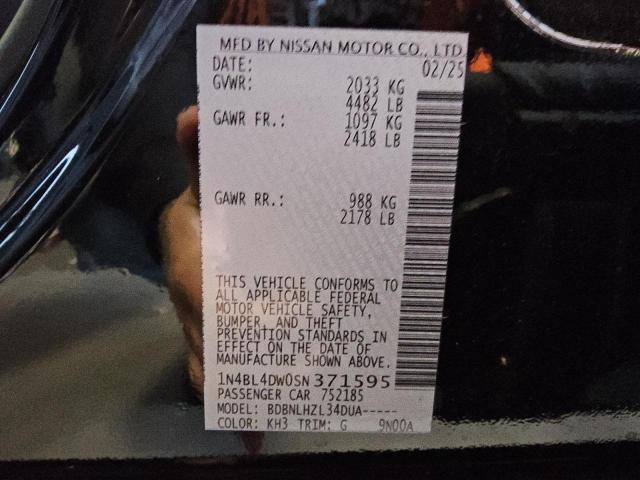 MFD BY NISSAN MOTOR CO., LTD
DATE: 02/25
GVWR: 2033 KG
4482 LB
GAWR FR.: 1097 KG
2418 LB
GAWR RR.: 988 KG
2178 LB
THIS VEHICLE CONFORMS TO
ALL APPLICABLE FEDERAL
MOTOR VEHICLE SAFETY,
BUMPER, AND THEFT
PREVENTION STANDARDS IN
EFFECT ON THE DATE OF
MANUFACTURE SHOWN ABOVE.
1N4BL4DW0SN371595
PASSENGER CAR 752185
MODEL: BDBNLHZL34DUA-----
COLOR: KH3 TRIM: G 9N00A